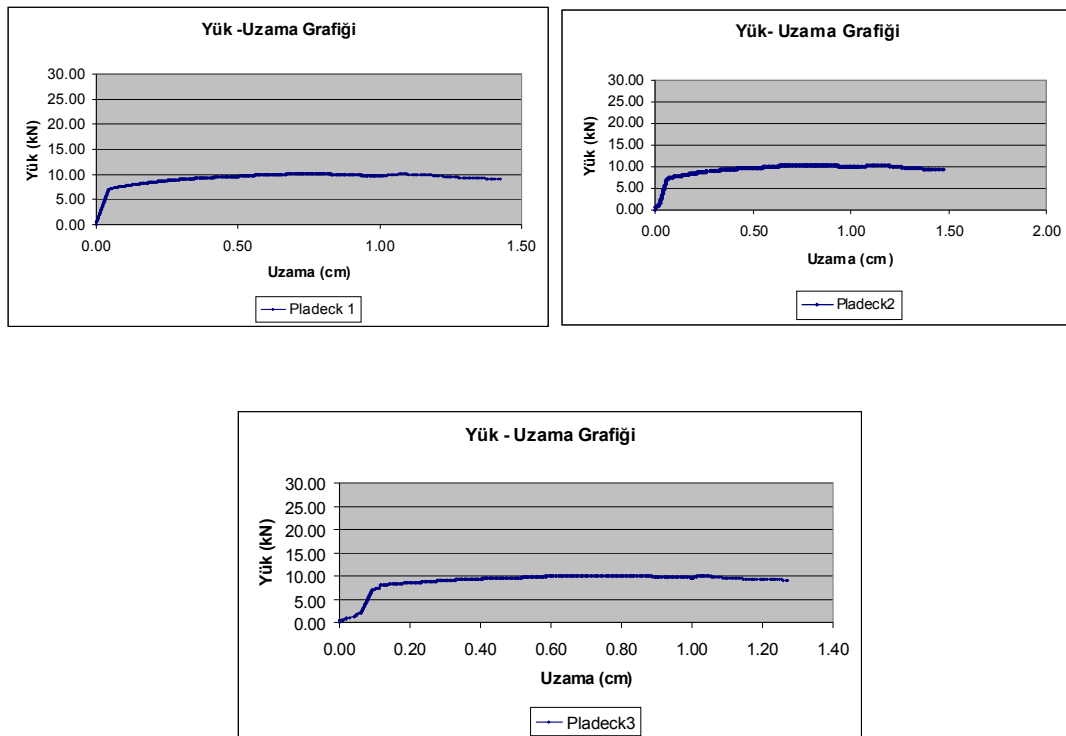 Yük -Uzama Grafiği
30.00
25.00
20.00
15.00
10.00
5.00
0.00
Yük (kN)
0.00 0.50 1.00 1.50
Uzama (cm)
Pladeck 1
Yük- Uzama Grafiği
30.00
25.00
20.00
15.00
10.00
5.00
0.00
Yük (kN)
0.00 0.50 1.00 1.50 2.00
Uzama (cm)
Pladeck2
Yük - Uzama Grafiği
30.00
25.00
20.00
15.00
10.00
5.00
0.00
Yük (kN)
0.00 0.20 0.40 0.60 0.80 1.00 1.20 1.40
Uzama (cm)
Pladeck3